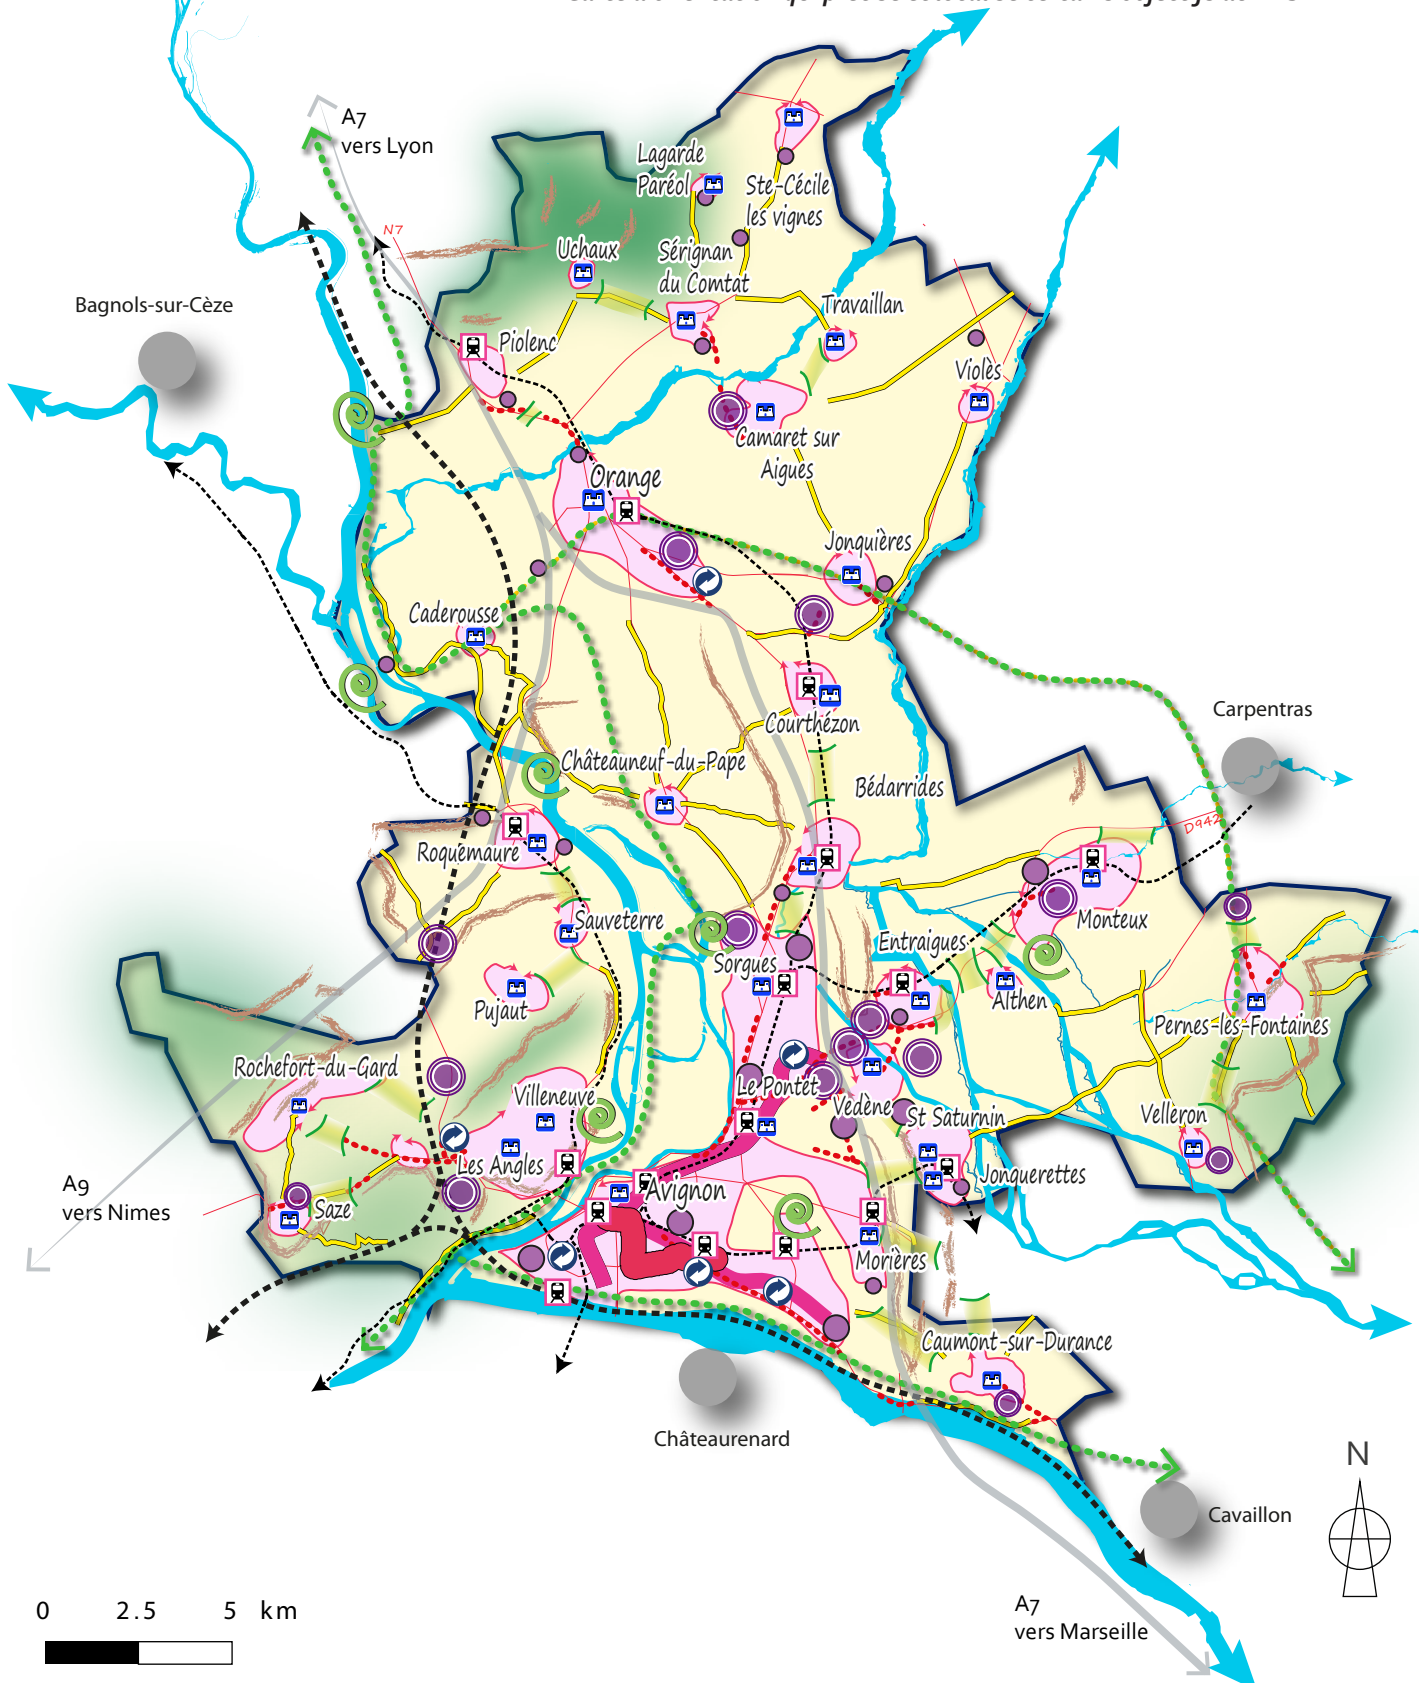 A7
vers Lyon
N7
Lagarde
Paréol
Ste-Cécile
les vignes
Uchaux
Sérignan
du Comtat
Travaillan
Bagnols-sur-Cèze
Piolenc
Violès
Camaret sur
Aigues
Orange
Jonquières
Caderousse
Carpentras
Courthézon
Châteauneuf-du-Pape
Bédarrides
D942
Roquemaure
Sauveterre
Monteux
Entraigues
Sorgues
Pujaut
Althen
Pernes-les-Fontaines
Rochefort-du-Gard
Villeneuve
Le Pontet
Vedène
St Saturnin
Velleron
Les Angles
Jonquerettes
A9
vers Nimes
Saze
Avignon
Morières
Caumont-sur-Durance
Châteaurenard
N
Cavaillon
0 2.5 5 km
A7
vers Marseille